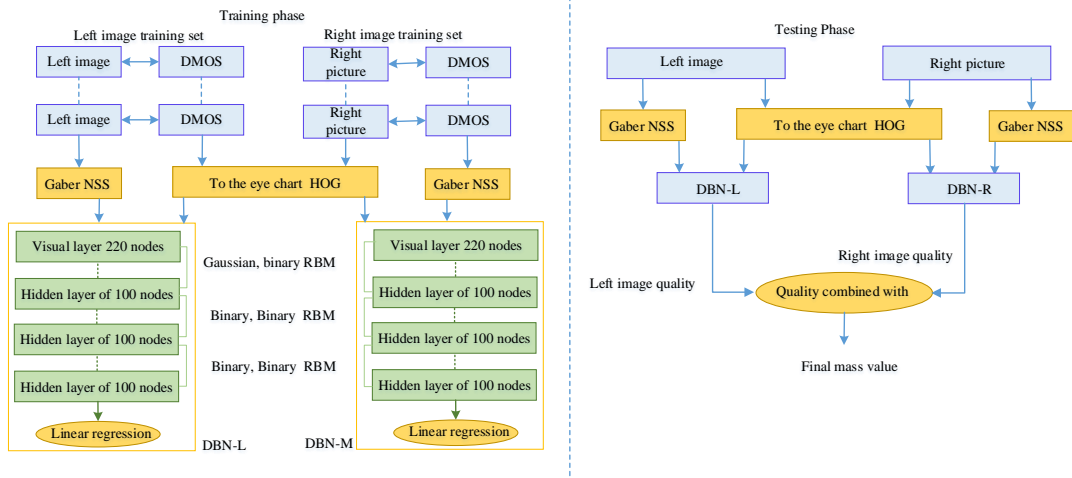 Training phase
Left image training set
Right image training set
Left image
DMOS
Right
picture
DMOS
Left image
DMOS
Right
picture
DMOS
Gaber NSS
To the eye chart HOG
Gaber NSS
Visual layer 220 nodes
Visual layer 220 nodes
Gaussian, binary RBM
Hidden layer of 100 nodes
Hidden layer of 100 nodes
Binary, Binary RBM
Hidden layer of 100 nodes
Hidden layer of 100 nodes
Binary, Binary RBM
Hidden layer of 100 nodes
Hidden layer of 100 nodes
Linear regression
Linear regression
DBN-L
DBN-M
Testing Phase
Left image
Right picture
Gaber NSS
To the eye chart HOG
Gaber NSS
DBN-L
DBN-R
Right image quality
Left image quality
Quality combined with
Final mass value